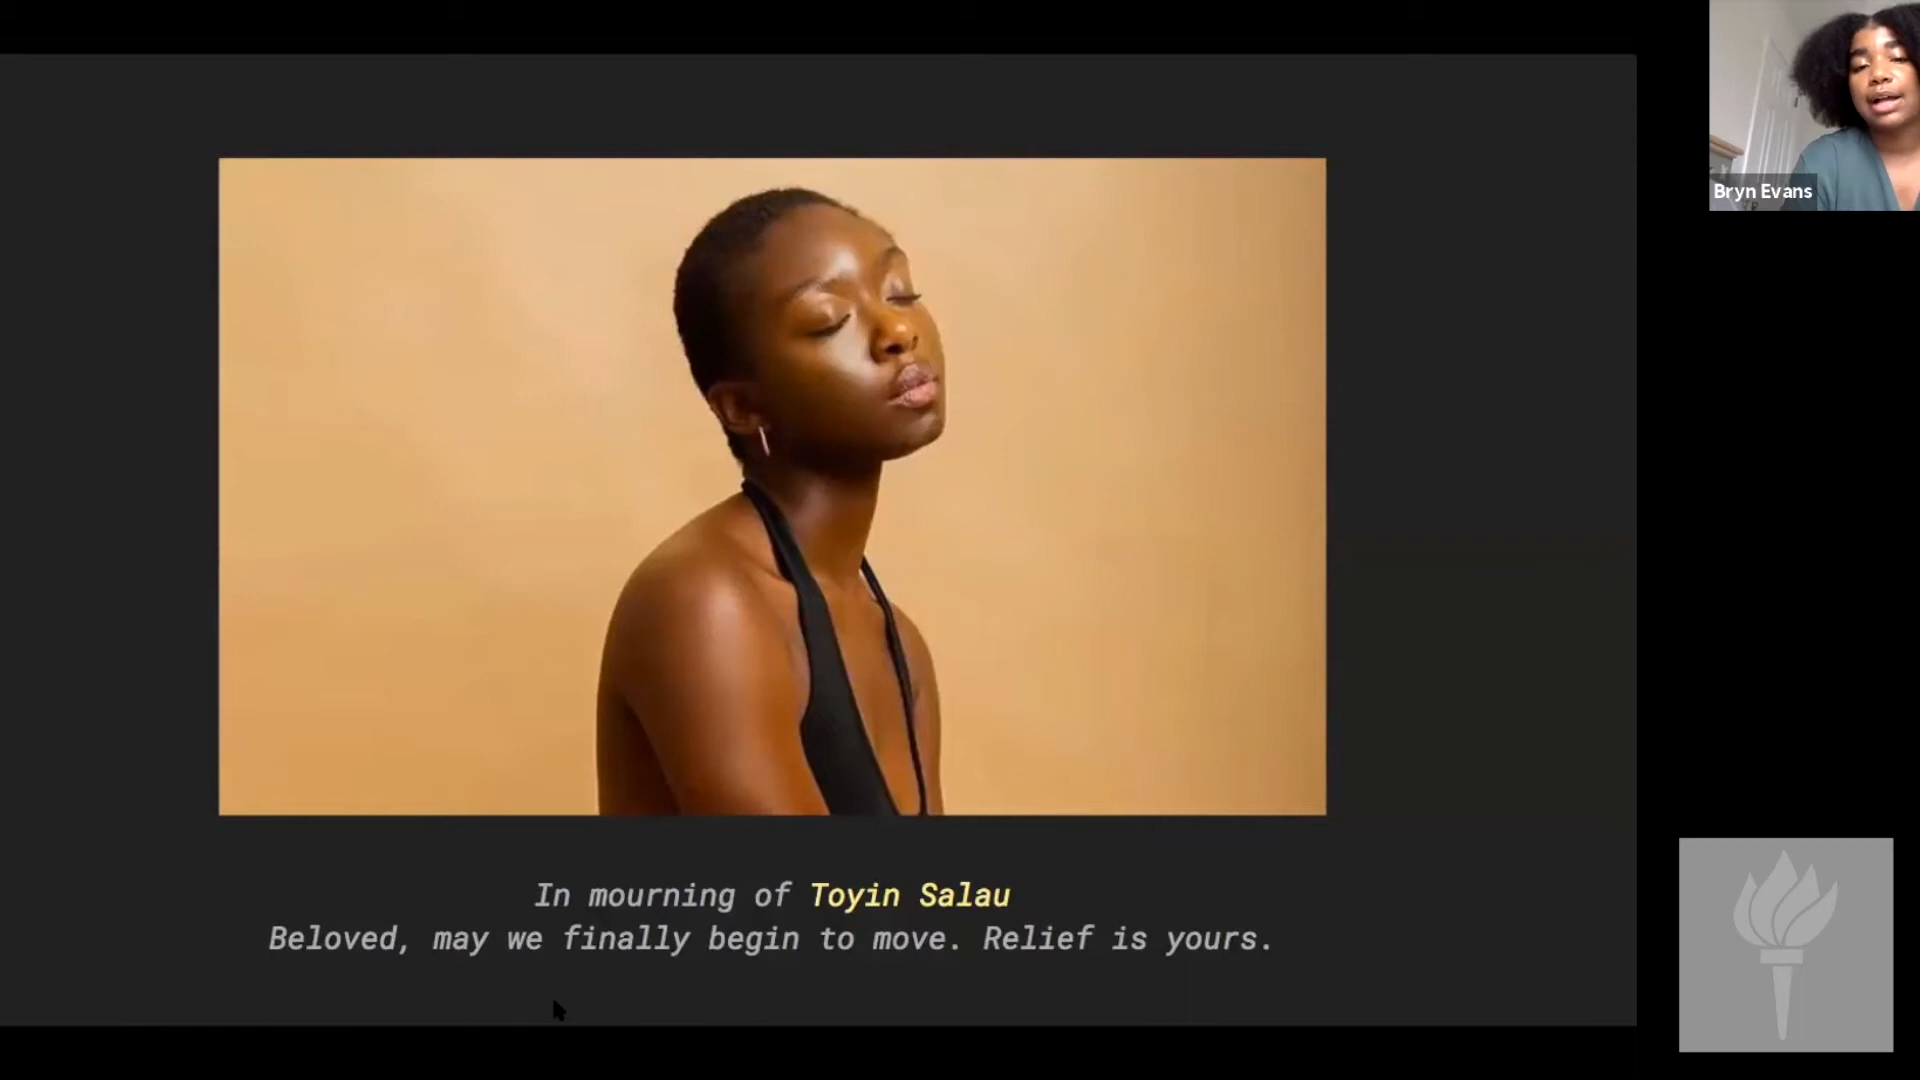 Bryn Evans
In mourning of Toyin Salau
Beloved, may we finally begin to move. Relief is yours.